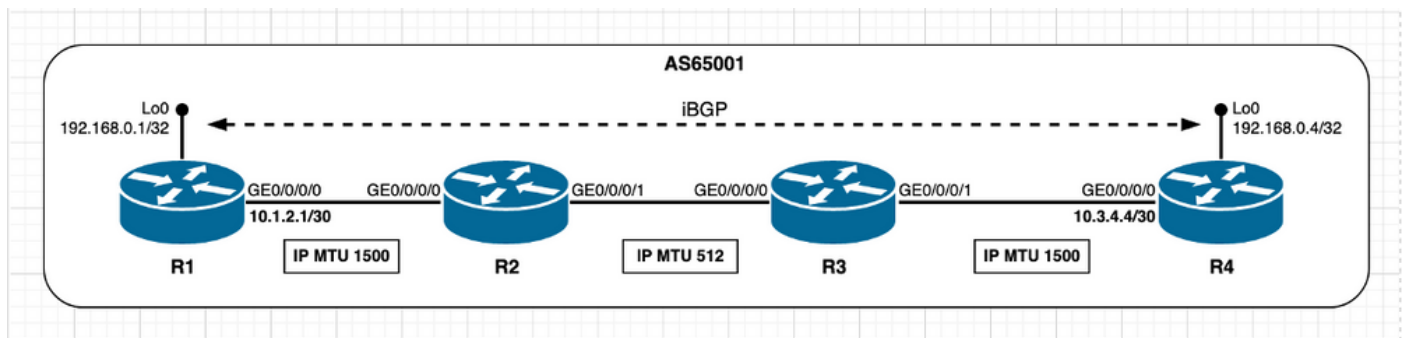 AS65001
iBGP
Lo0
192.168.0.1/32
Lo0
192.168.0.4/32
GE0/0/0/0
GE0/0/0/0
GE0/0/0/1
GE0/0/0/0
GE0/0/0/1
GE0/0/0/0
10.1.2.1/30
10.3.4.4/30
IP MTU 1500
IP MTU 512
IP MTU 1500
R1
R2
R3
R4